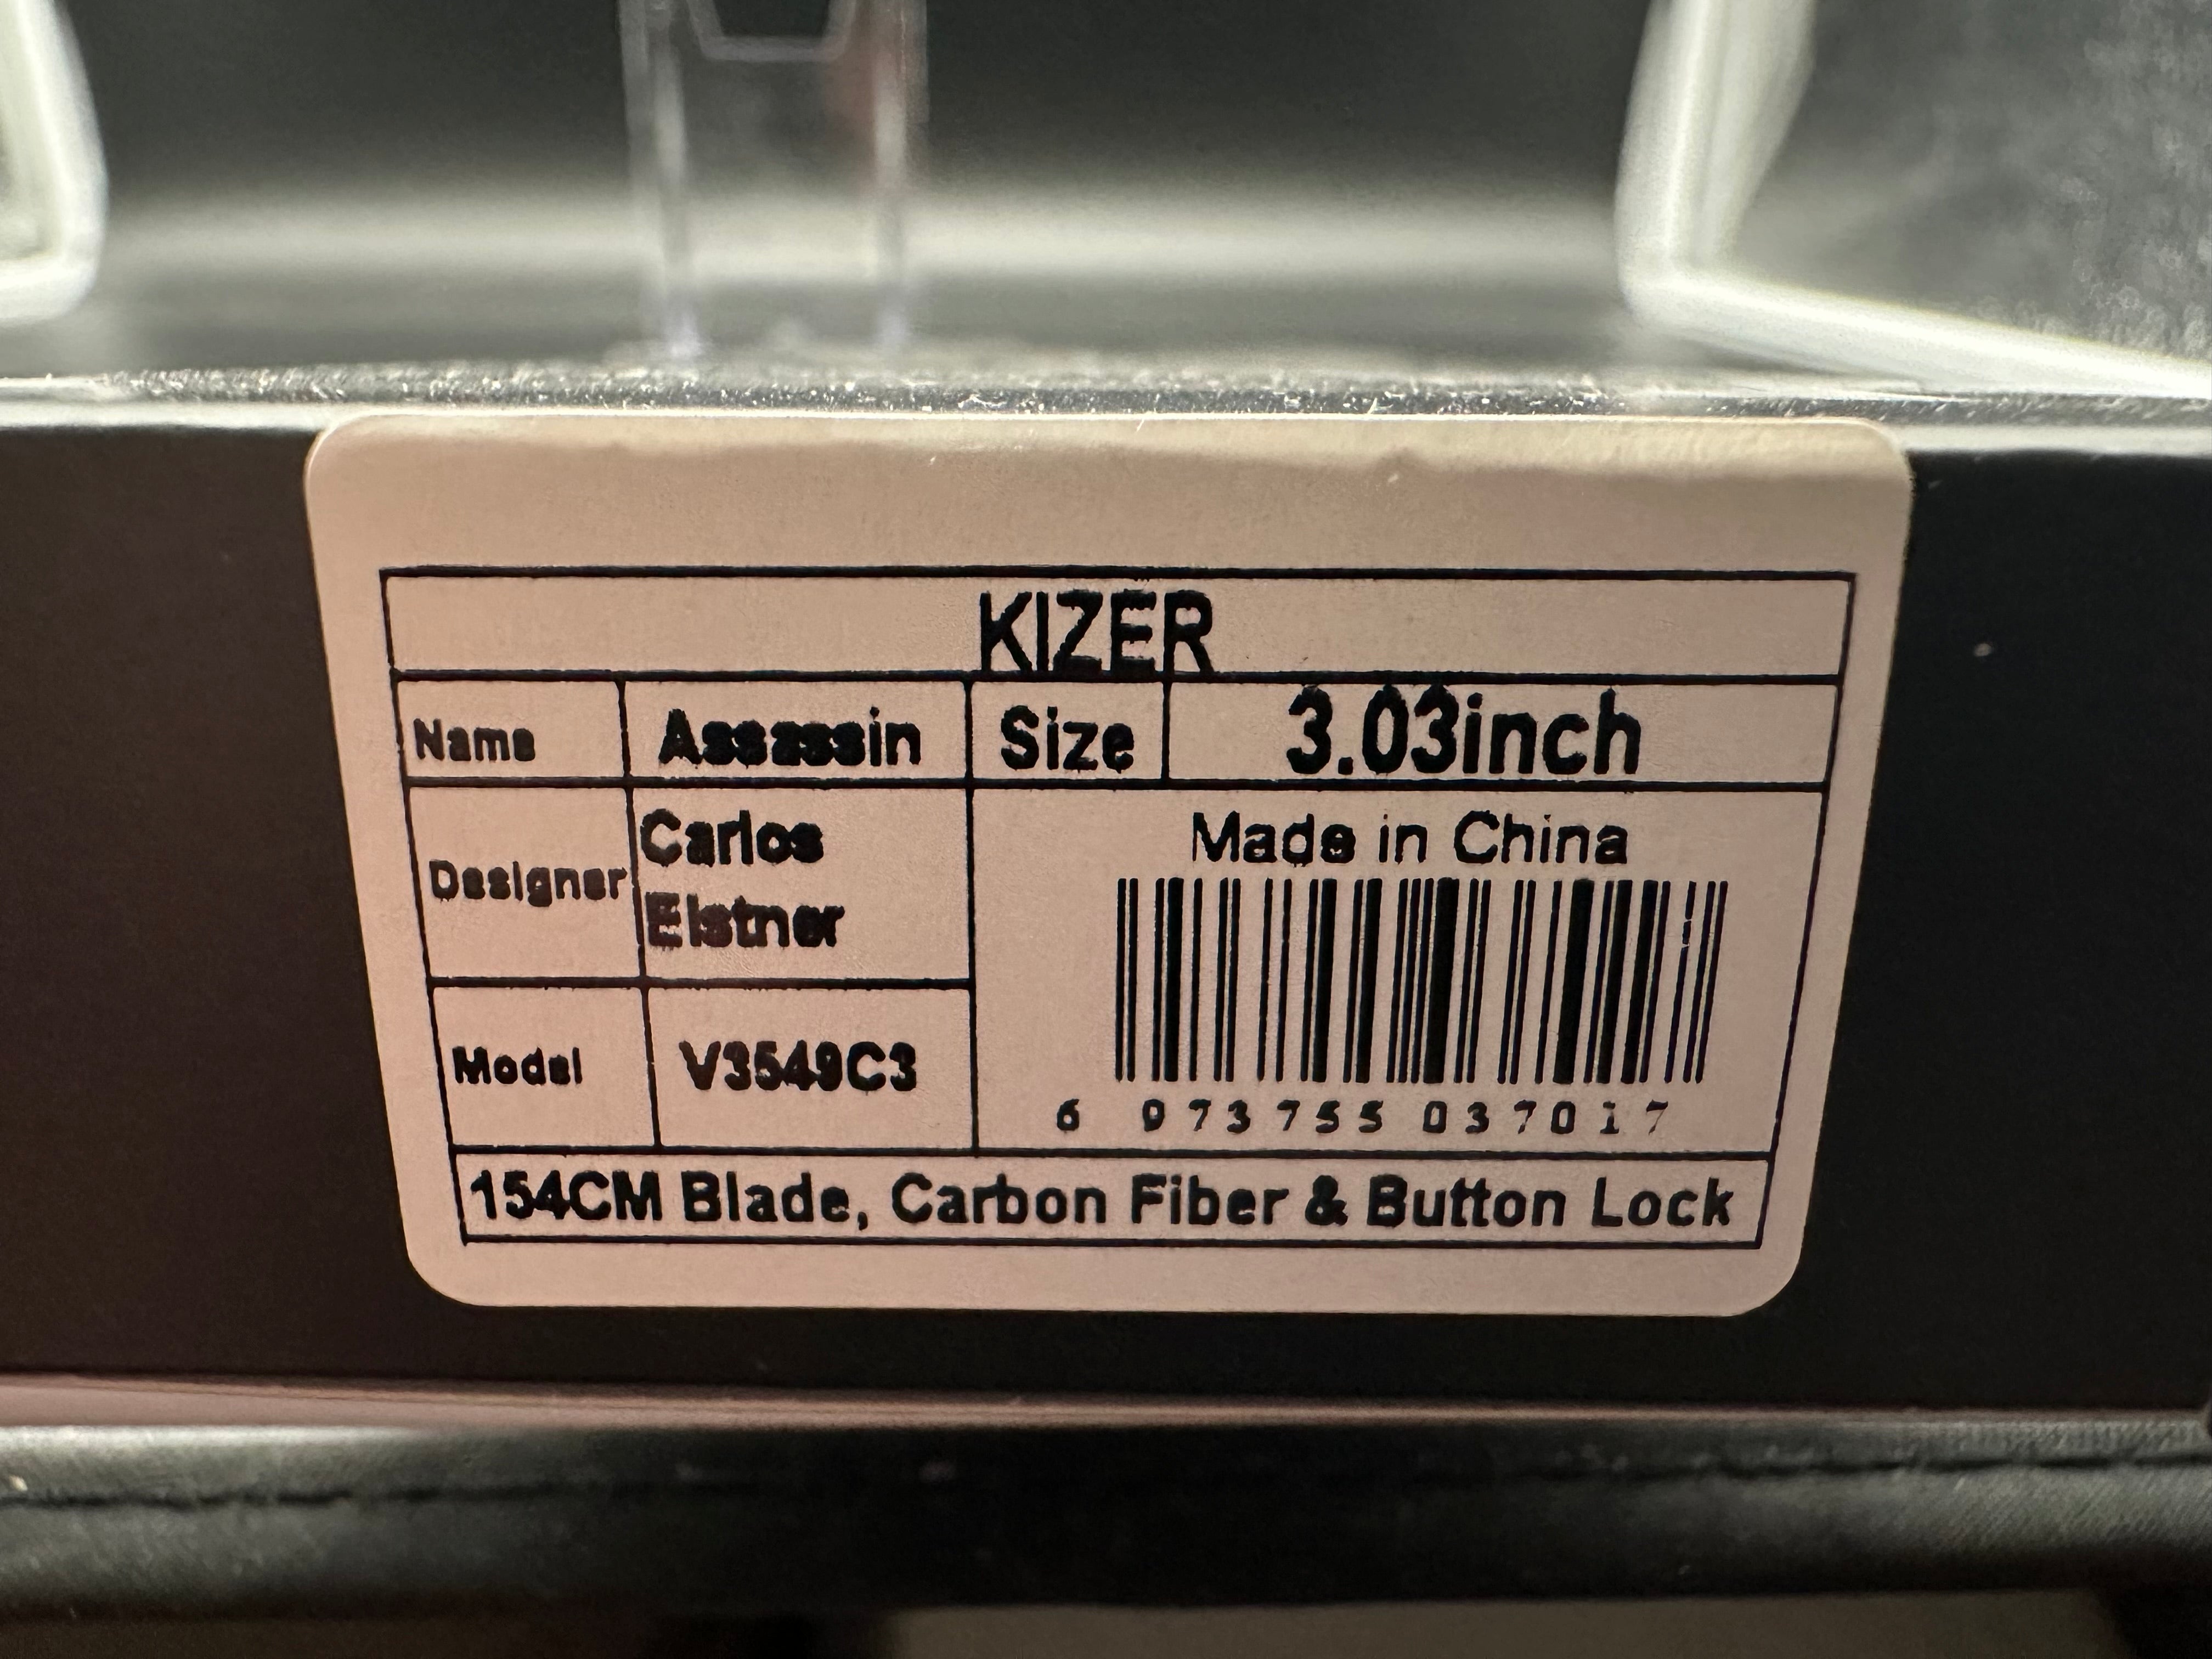 KIZER
Name Assassin Size 3.03inch
Designer Carlos Elstner
Made in China
Model V3549C3
6 973755 037017
154CM Blade, Carbon Fiber & Button Lock